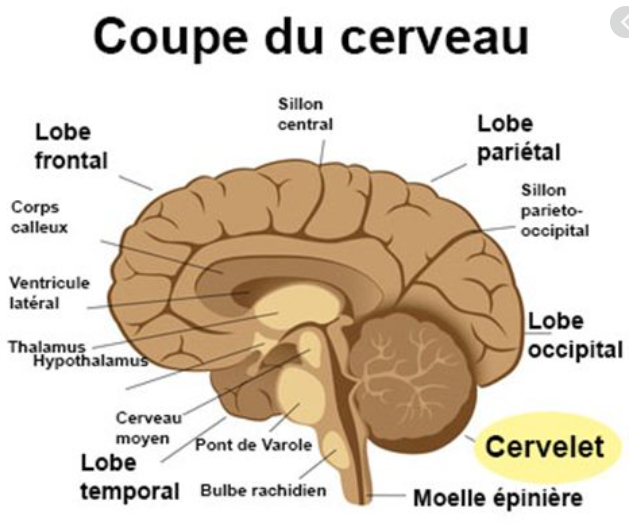 Coupe du cerveau
Sillon
central
Lobe
frontal
Lobe
pariétal
Corps
calleux
Sillon
parieto-
occipital
Ventricule
latéral
Thalamus
Hypothalamus
Lobe
occipital
Cerveau
moyen
Pont de Varole
Cervelet
Lobe
temporal
Bulbe rachidien
Moelle épinière